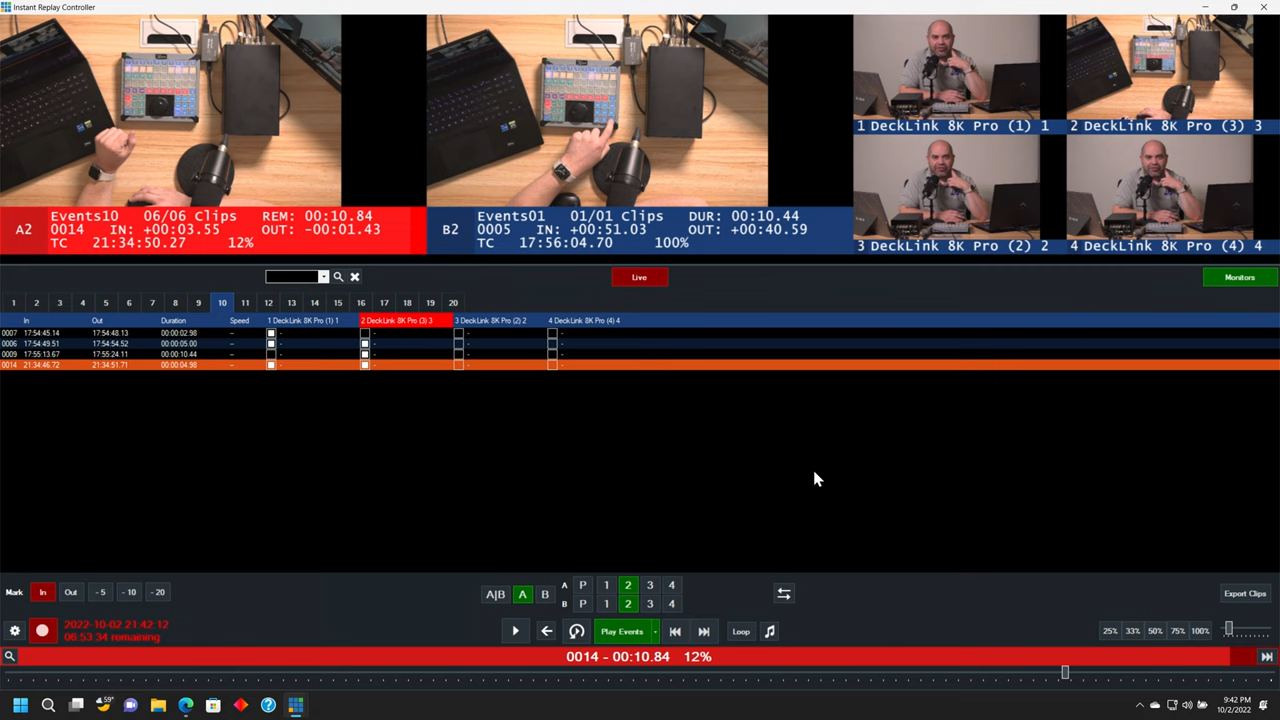 Instant Replay Controller
A2
Events10 06/06 Clips REM: 00:10.84
0014 IN: +00:03.55 OUT: -00:01.43
TC 21:34:50.27 12%
B2
Events01 01/01 Clips DUR: 00:10.44
0005 IN: +00:51.03 OUT: +00:40.59
TC 17:56:04.70 100%
1 DeckLink 8K Pro (1) 1
2 DeckLink 8K Pro (3) 3
3 DeckLink 8K Pro (2) 2
4 DeckLink 8K Pro (4) 4
Live
Monitors
1 2 3 4 5 6 7 8 9 10 11 12 13 14 15 16 17 18 19 20
In Out Duration Speed 1 DeckLink 8K Pro (1) 1 2 DeckLink 8K Pro (3) 3 3 DeckLink 8K Pro (2) 2 4 DeckLink 8K Pro (4) 4
0007 17:54:45.14 17:54:48.13 00:00:02.98 -- - - - -
0006 17:54:49.51 17:54:54.52 00:00:05.00 -- - - - -
0009 17:55:13.67 17:55:24.11 00:00:10.44 -- - - - -
0014 21:34:46.72 21:34:51.71 00:00:04.98 -- - - - -
Mark In Out - 5 - 10 - 20
A|B A B
A P 1 2 3 4
B P 1 2 3 4
Export Clips
2022-10-02 21:42:12
06:53:34 remaining
Play Events
Loop
25% 33% 50% 75% 100%
0014 - 00:10.84 12%
59°
9:42 PM
10/2/2022